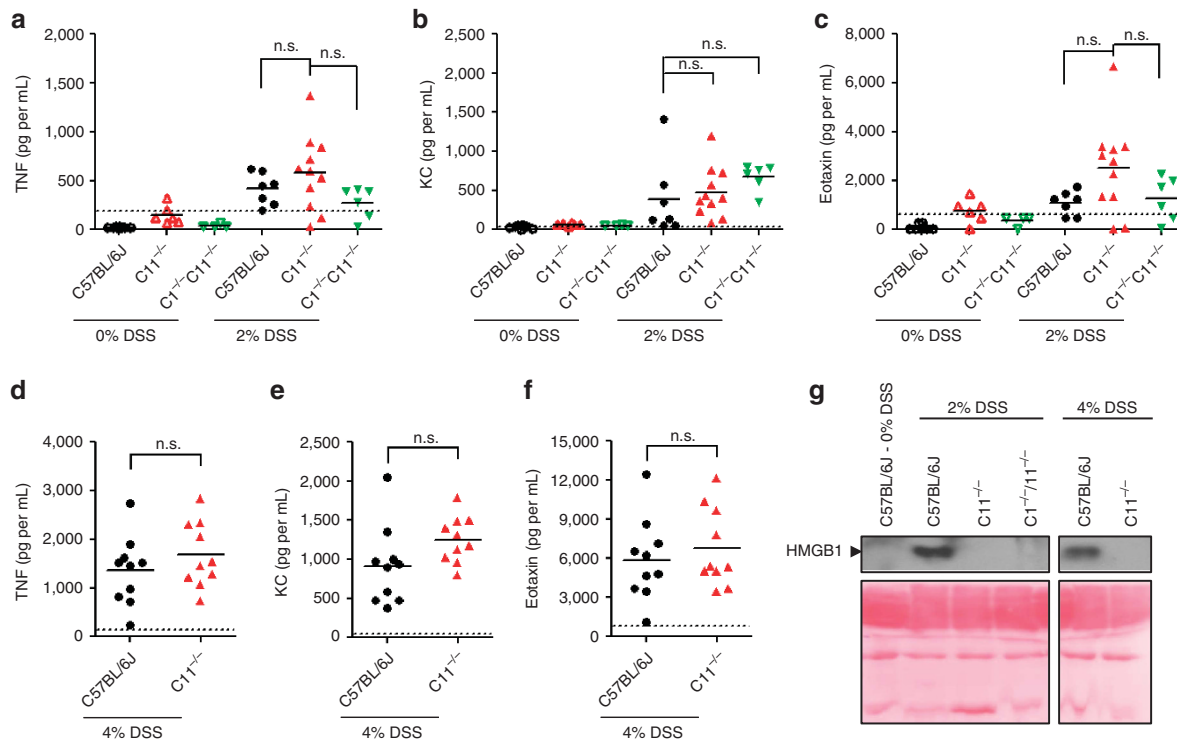 a
TNF (pg per mL)
2,000
1,500
1,000
500
0
n.s.
n.s.
C57BL/6J
C11⁻/⁻
C1⁻/⁻C11⁻/⁻
C57BL/6J
C11⁻/⁻
C1⁻/⁻C11⁻/⁻
0% DSS
2% DSS
b
KC (pg per mL)
2,500
2,000
1,500
1,000
500
0
n.s.
n.s.
C57BL/6J
C11⁻/⁻
C1⁻/⁻C11⁻/⁻
C57BL/6J
C11⁻/⁻
C1⁻/⁻C11⁻/⁻
0% DSS
2% DSS
c
Eotaxin (pg per mL)
8,000
6,000
4,000
2,000
0
n.s.
n.s.
C57BL/6J
C11⁻/⁻
C1⁻/⁻C11⁻/⁻
C57BL/6J
C11⁻/⁻
C1⁻/⁻C11⁻/⁻
0% DSS
2% DSS
d
TNF (pg per mL)
4,000
3,000
2,000
1,000
0
n.s.
C57BL/6J
C11⁻/⁻
4% DSS
e
KC (pg per mL)
2,500
2,000
1,500
1,000
500
0
n.s.
C57BL/6J
C11⁻/⁻
4% DSS
f
Eotaxin (pg per mL)
15,000
12,000
9,000
6,000
3,000
0
n.s.
C57BL/6J
C11⁻/⁻
4% DSS
g
2% DSS
4% DSS
C57BL/6J - 0% DSS
C57BL/6J
C11⁻/⁻
C1⁻/⁻/11⁻/⁻
C57BL/6J
C11⁻/⁻
HMGB1